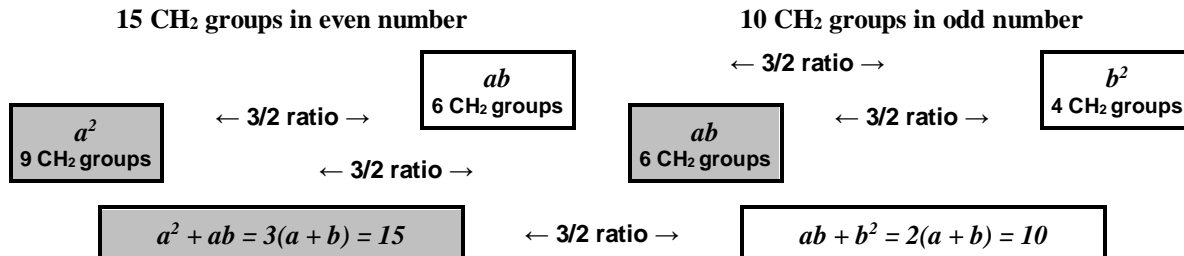 15 CH₂ groups in even number
10 CH₂ groups in odd number
← 3/2 ratio →
ab
6 CH₂ groups
b²
4 CH₂ groups
← 3/2 ratio →
← 3/2 ratio →
a²
9 CH₂ groups
ab
6 CH₂ groups
← 3/2 ratio →
a² + ab = 3(a + b) = 15
← 3/2 ratio →
ab + b² = 2(a + b) = 10